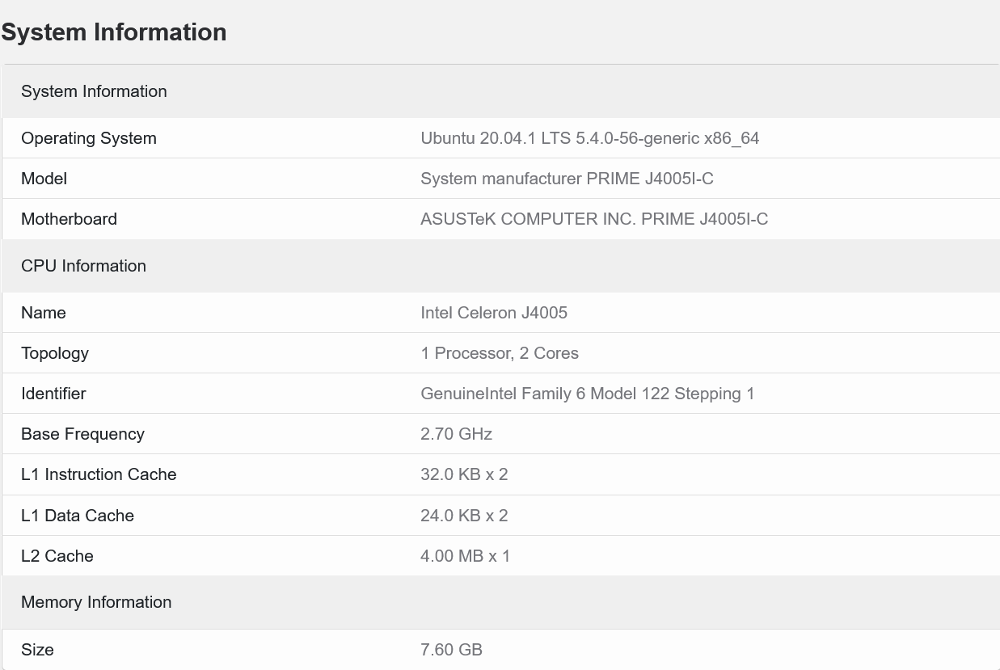 System Information
System Information
Operating System Ubuntu 20.04.1 LTS 5.4.0-56-generic x86_64
Model System manufacturer PRIME J4005I-C
Motherboard ASUSTeK COMPUTER INC. PRIME J4005I-C
CPU Information
Name Intel Celeron J4005
Topology 1 Processor, 2 Cores
Identifier GenuineIntel Family 6 Model 122 Stepping 1
Base Frequency 2.70 GHz
L1 Instruction Cache 32.0 KB x 2
L1 Data Cache 24.0 KB x 2
L2 Cache 4.00 MB x 1
Memory Information
Size 7.60 GB